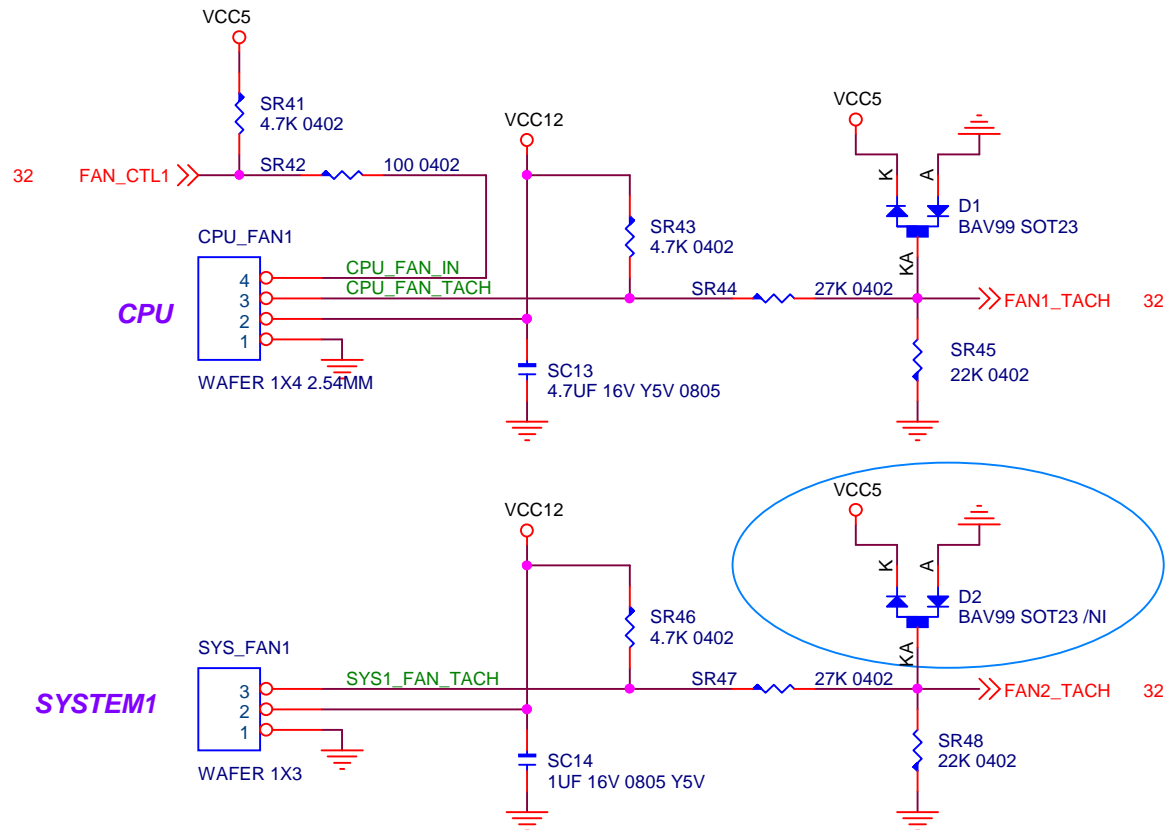 VCC5
SR41
4.7K 0402
32 FAN_CTL1
SR42 100 0402
VCC12
VCC5
K A
D1
BAV99 SOT23
KA
CPU_FAN1
CPU
4
3
2
1
CPU_FAN_IN
CPU_FAN_TACH
WAFER 1X4 2.54MM
SR43
4.7K 0402
SR44 27K 0402
FAN1_TACH 32
SC13
4.7UF 16V Y5V 0805
SR45
22K 0402
VCC12
VCC5
K A
D2
BAV99 SOT23 /NI
KA
SR46
4.7K 0402
SYS_FAN1
SYSTEM1
3
2
1
SYS1_FAN_TACH
WAFER 1X3
SR47 27K 0402
FAN2_TACH 32
SC14
1UF 16V 0805 Y5V
SR48
22K 0402